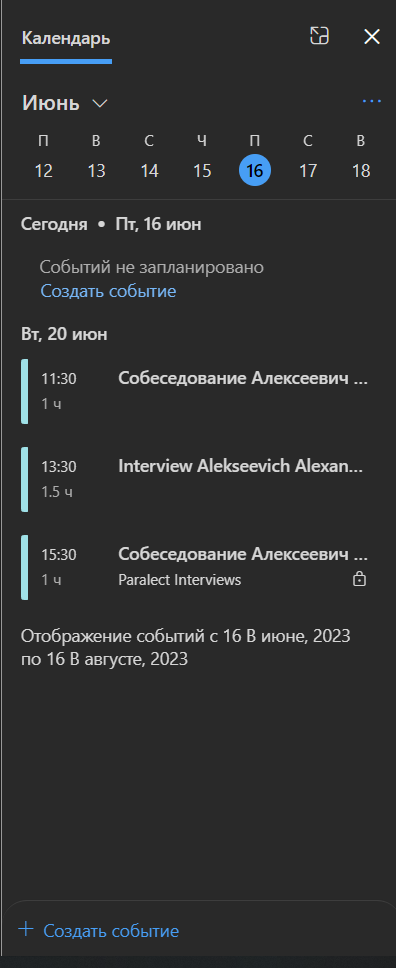 Календарь
Июнь
П В С Ч П С В
12 13 14 15 16 17 18
Сегодня • Пт, 16 июн
Событий не запланировано
Создать событие
Вт, 20 июн
11:30 Собеседование Алексеевич ...
1 ч
13:30 Interview Alekseevich Alexan...
1.5 ч
15:30 Собеседование Алексеевич ...
1 ч Paralect Interviews
Отображение событий с 16 В июне, 2023
по 16 В августе, 2023
+ Создать событие